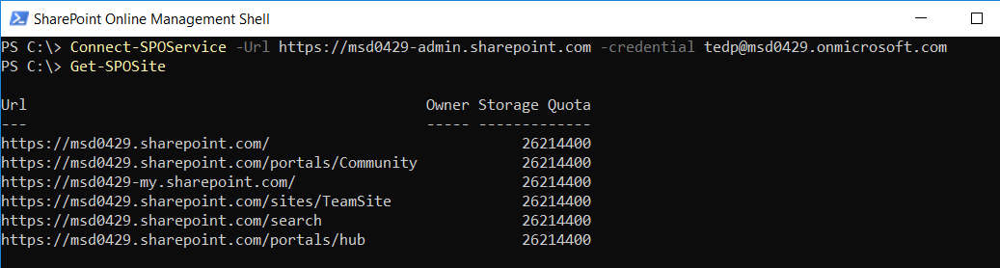 SharePoint Online Management Shell
PS C:\> Connect-SPOService -Url https://msd0429-admin.sharepoint.com -credential tedp@msd0429.onmicrosoft.com
PS C:\> Get-SPOSite
Url Owner Storage Quota
--- ----- -------------
https://msd0429.sharepoint.com/ 26214400
https://msd0429.sharepoint.com/portals/Community 26214400
https://msd0429-my.sharepoint.com/ 26214400
https://msd0429.sharepoint.com/sites/TeamSite 26214400
https://msd0429.sharepoint.com/search 26214400
https://msd0429.sharepoint.com/portals/hub 26214400